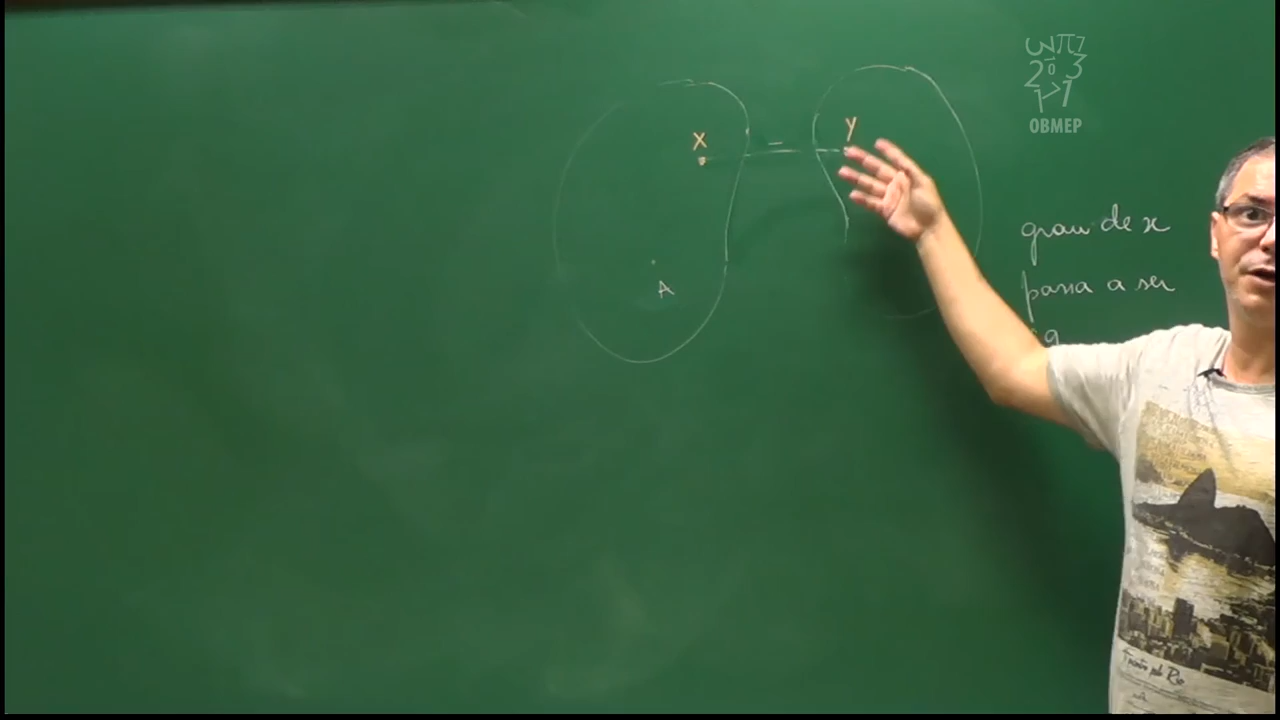 X
Y
A
grau de x
passa a ser
OBMEP